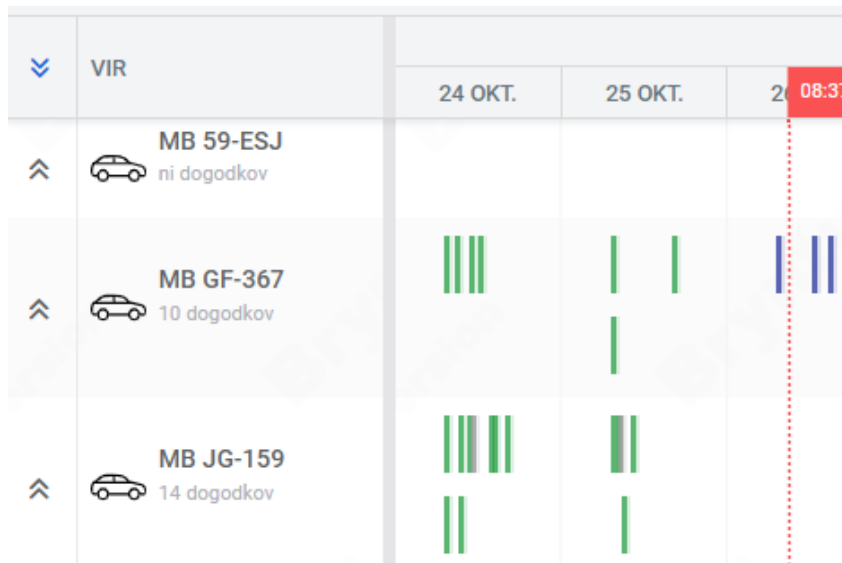 VIR
24 OKT.
25 OKT.
08:37
MB 59-ESJ
ni dogodkov
MB GF-367
10 dogodkov
MB JG-159
14 dogodkov